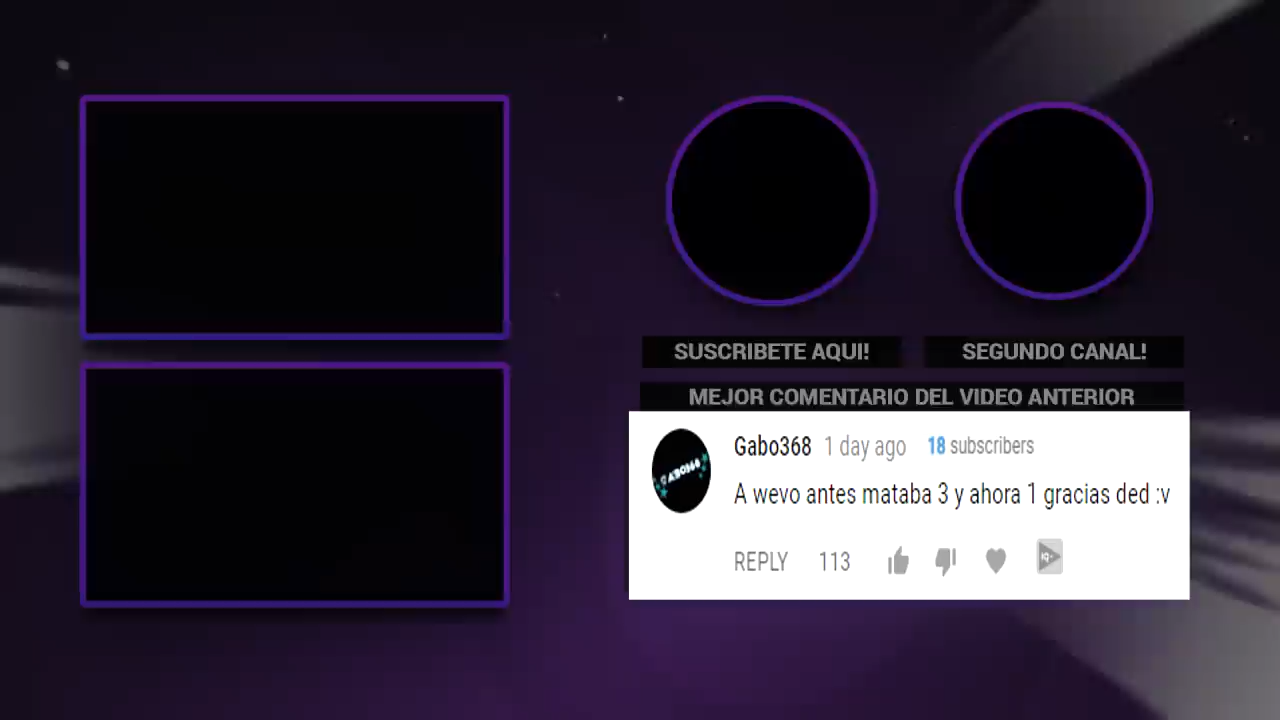 SUSCRIBETE AQUI!
SEGUNDO CANAL!
MEJOR COMENTARIO DEL VIDEO ANTERIOR
Gabo368 1 day ago 18 subscribers
A wevo antes mataba 3 y ahora 1 gracias ded :v
REPLY 113